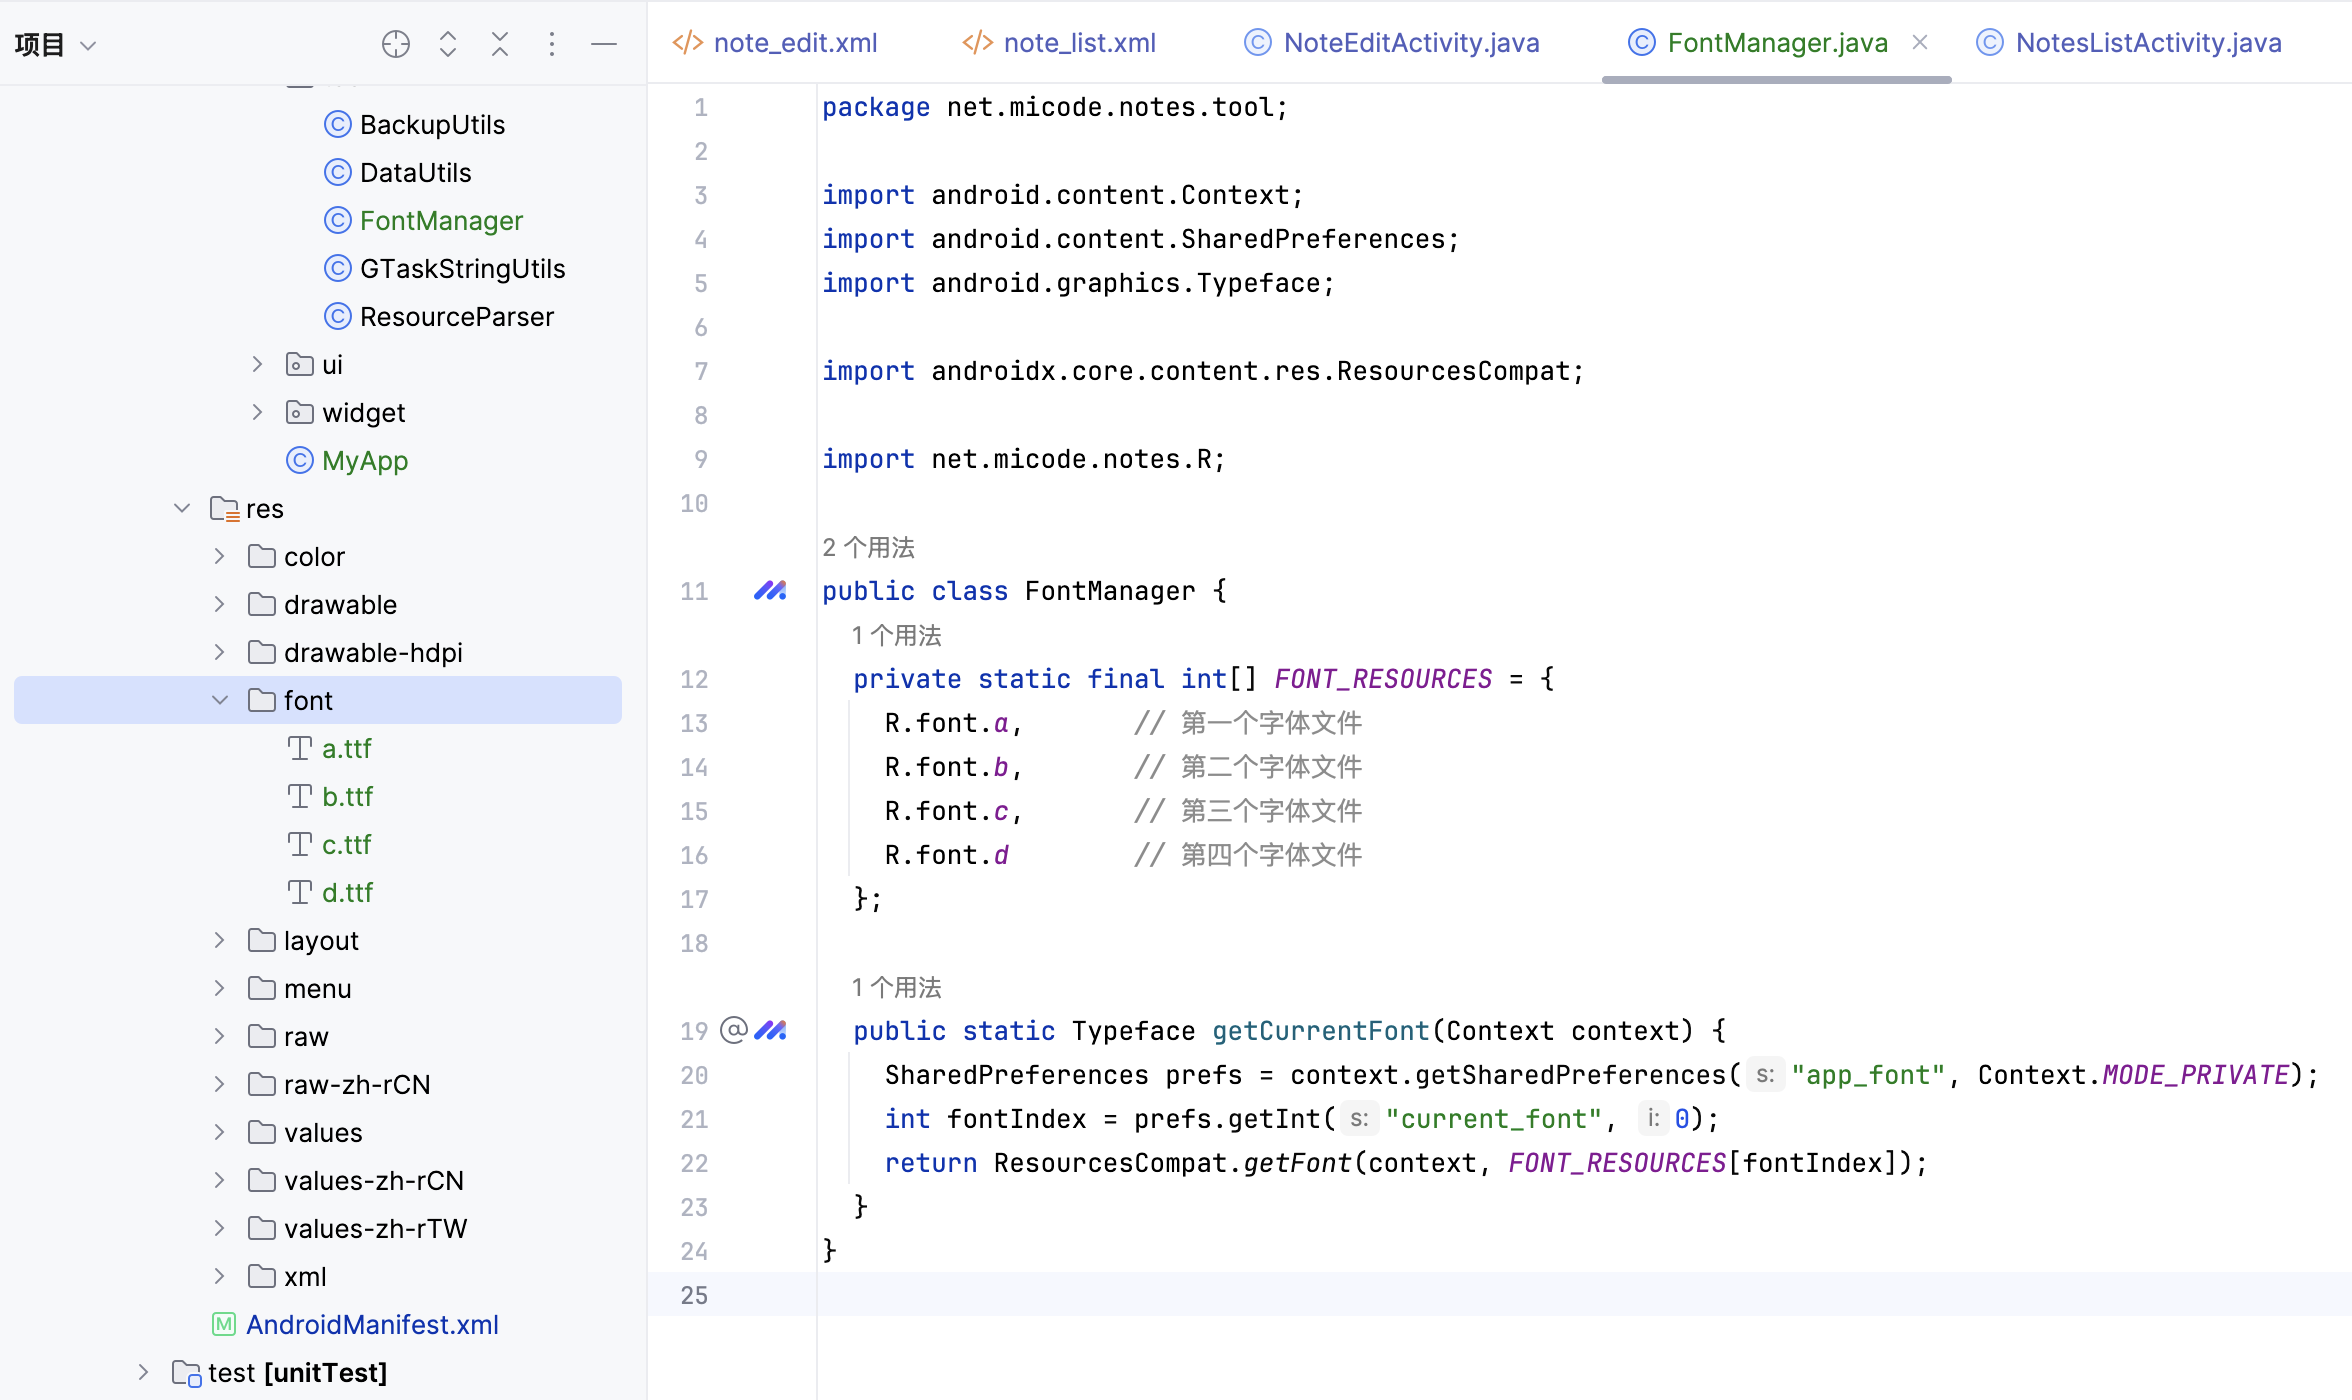 项目
BackupUtils
DataUtils
FontManager
GTaskStringUtils
ResourceParser
ui
widget
MyApp
res
color
drawable
drawable-hdpi
font
a.ttf
b.ttf
c.ttf
d.ttf
layout
menu
raw
raw-zh-rCN
values
values-zh-rCN
values-zh-rTW
xml
AndroidManifest.xml
test [unitTest]
note_edit.xml note_list.xml NoteEditActivity.java FontManager.java NotesListActivity.java
1 package net.micode.notes.tool;
2
3 import android.content.Context;
4 import android.content.SharedPreferences;
5 import android.graphics.Typeface;
6
7 import androidx.core.content.res.ResourcesCompat;
8
9 import net.micode.notes.R;
10
2 个用法
11 public class FontManager {
1 个用法
12 private static final int[] FONT_RESOURCES = {
13 R.font.a, // 第一个字体文件
14 R.font.b, // 第二个字体文件
15 R.font.c, // 第三个字体文件
16 R.font.d // 第四个字体文件
17 };
18
1 个用法
19 public static Typeface getCurrentFont(Context context) {
20 SharedPreferences prefs = context.getSharedPreferences( s: "app_font", Context.MODE_PRIVATE);
21 int fontIndex = prefs.getInt( s: "current_font", i: 0);
22 return ResourcesCompat.getFont(context, FONT_RESOURCES[fontIndex]);
23 }
24 }
25